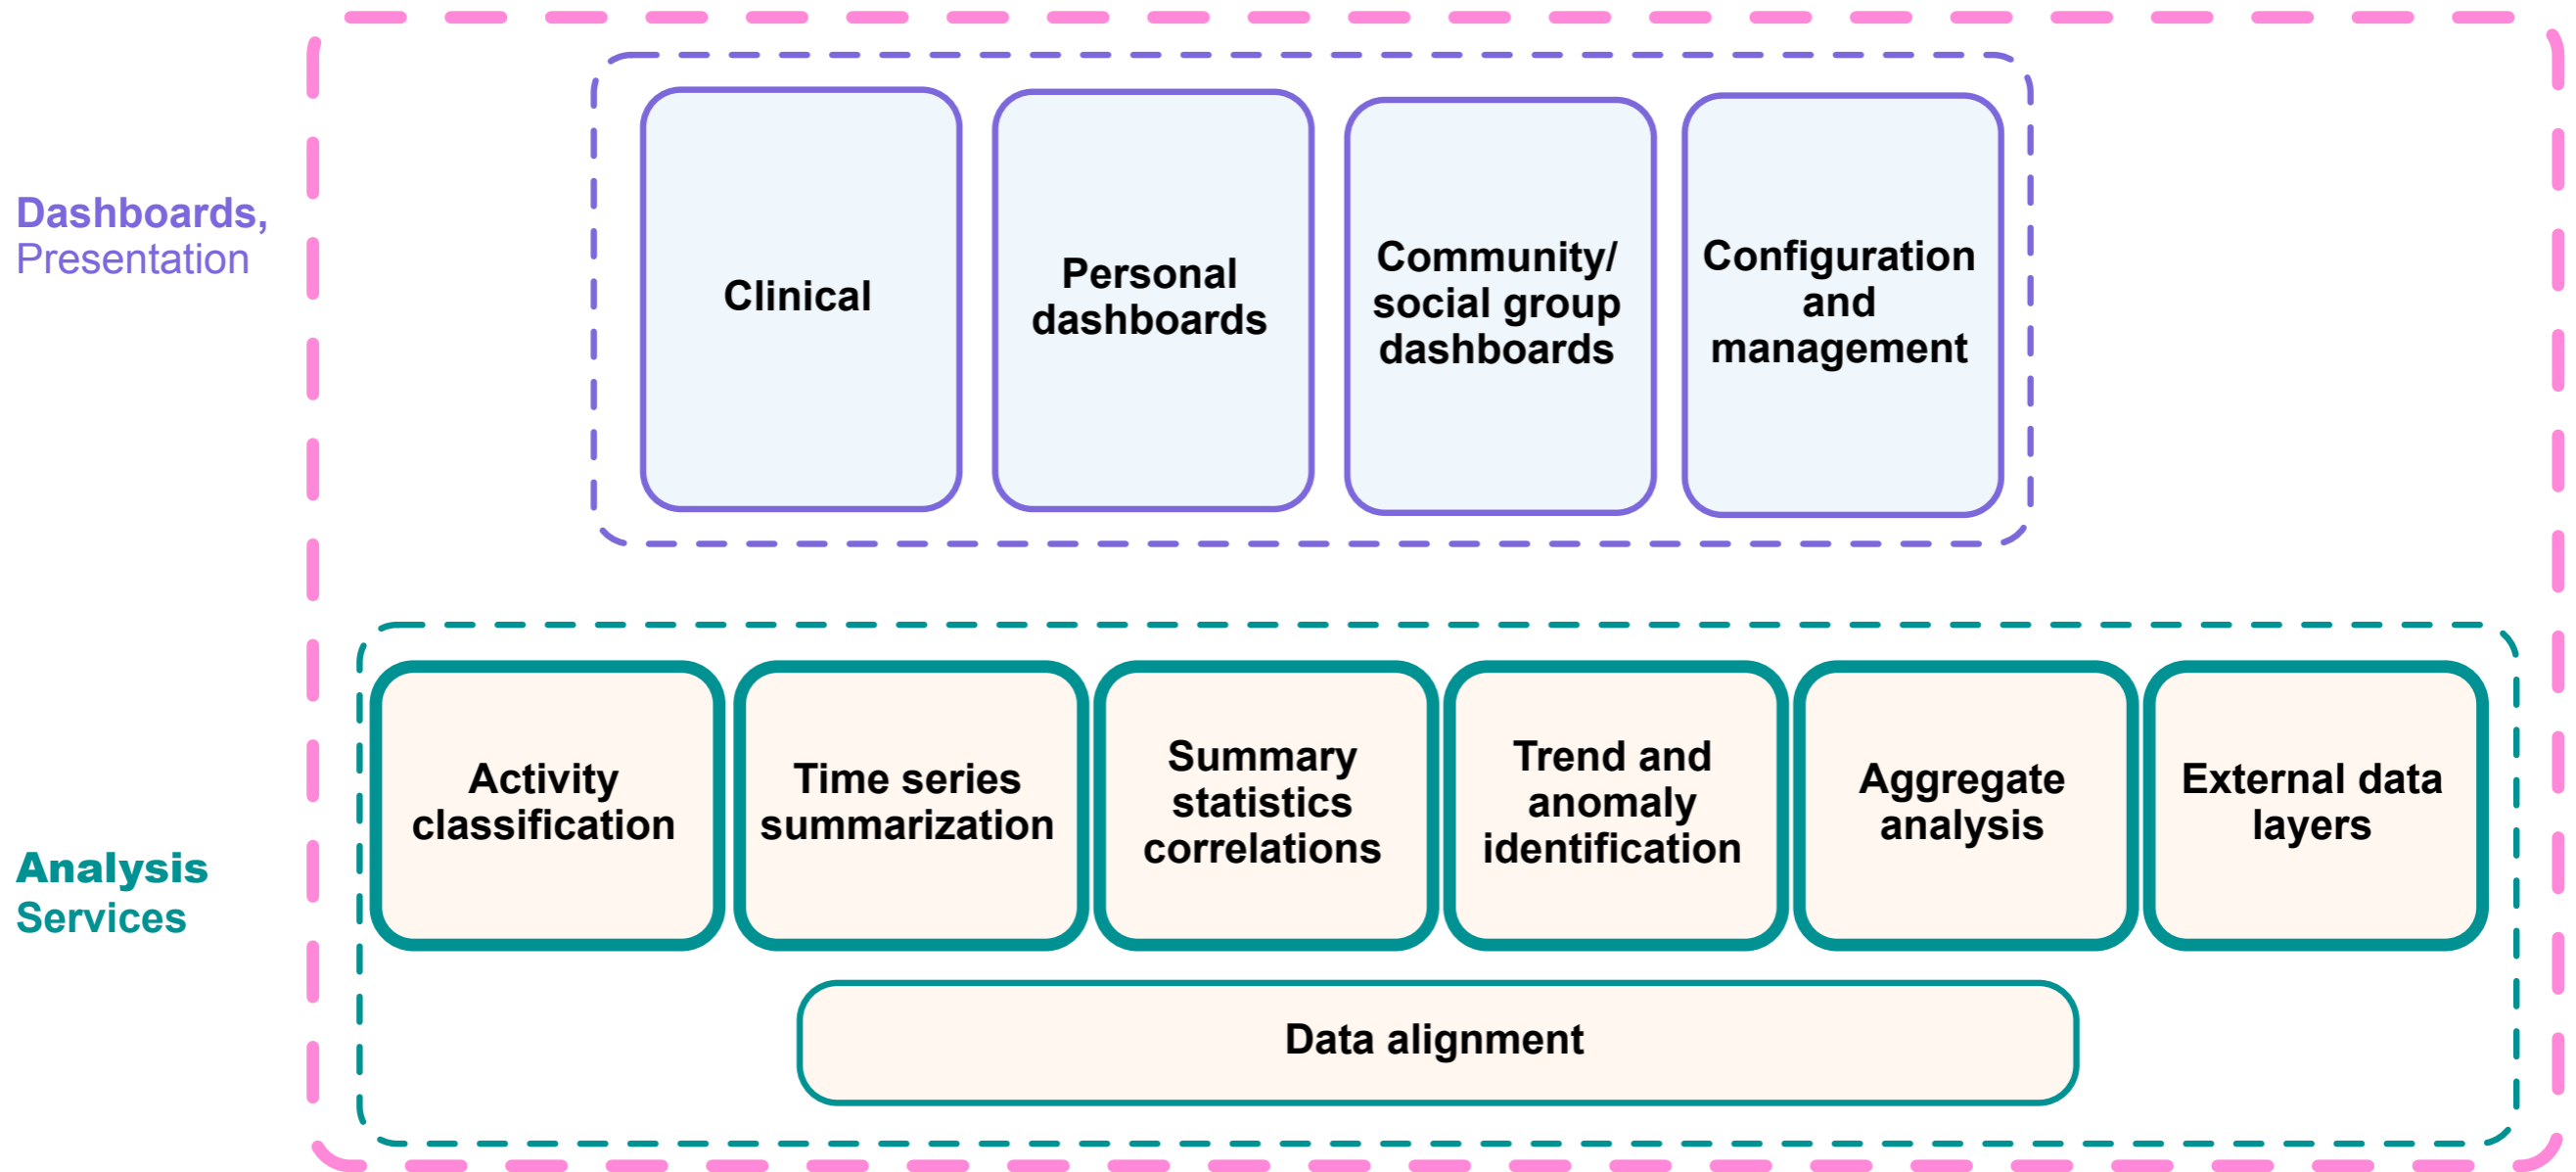 Dashboards,
Presentation
Clinical
Personal
dashboards
Community/
social group
dashboards
Configuration
and
management
Analysis
Services
Activity
classification
Time series
summarization
Summary
statistics
correlations
Trend and
anomaly
identification
Aggregate
analysis
External data
layers
Data alignment